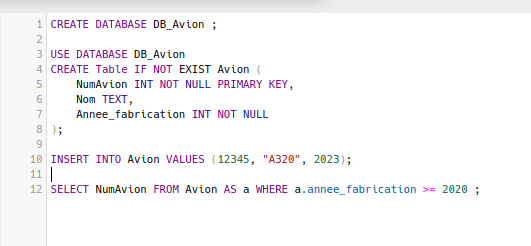 1 CREATE DATABASE DB_Avion ;
2
3 USE DATABASE DB_Avion
4 CREATE Table IF NOT EXIST Avion (
5     NumAvion INT NOT NULL PRIMARY KEY,
6     Nom TEXT,
7     Annee_fabrication INT NOT NULL
8 );
9
10 INSERT INTO Avion VALUES (12345, "A320", 2023);
11
12 SELECT NumAvion FROM Avion AS a WHERE a.annee_fabrication >= 2020 ;